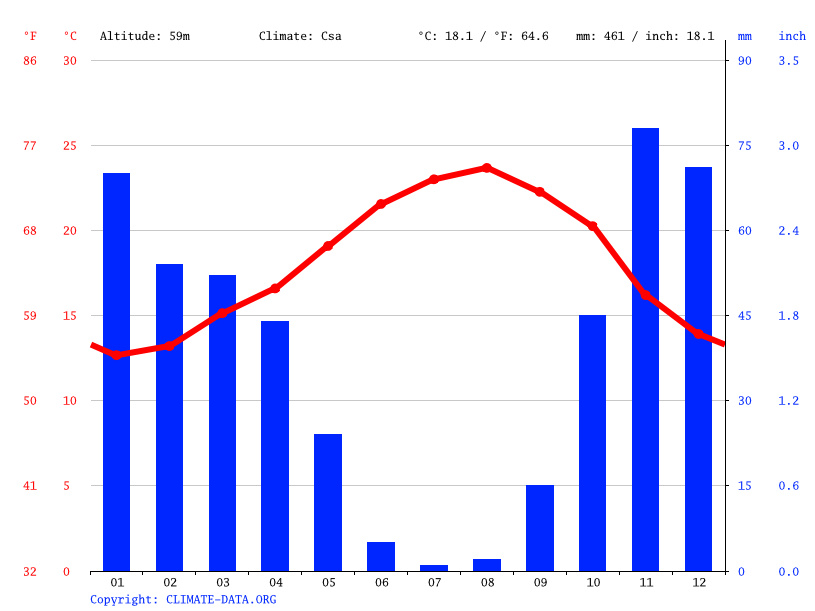 °F °C Altitude: 59m Climate: Csa °C: 18.1 / °F: 64.6 mm: 461 / inch: 18.1 mm inch
86 30 90 3.5
77 25 75 3.0
68 20 60 2.4
59 15 45 1.8
50 10 30 1.2
41 5 15 0.6
32 0 0 0.0
01 02 03 04 05 06 07 08 09 10 11 12
Copyright: CLIMATE-DATA.ORG